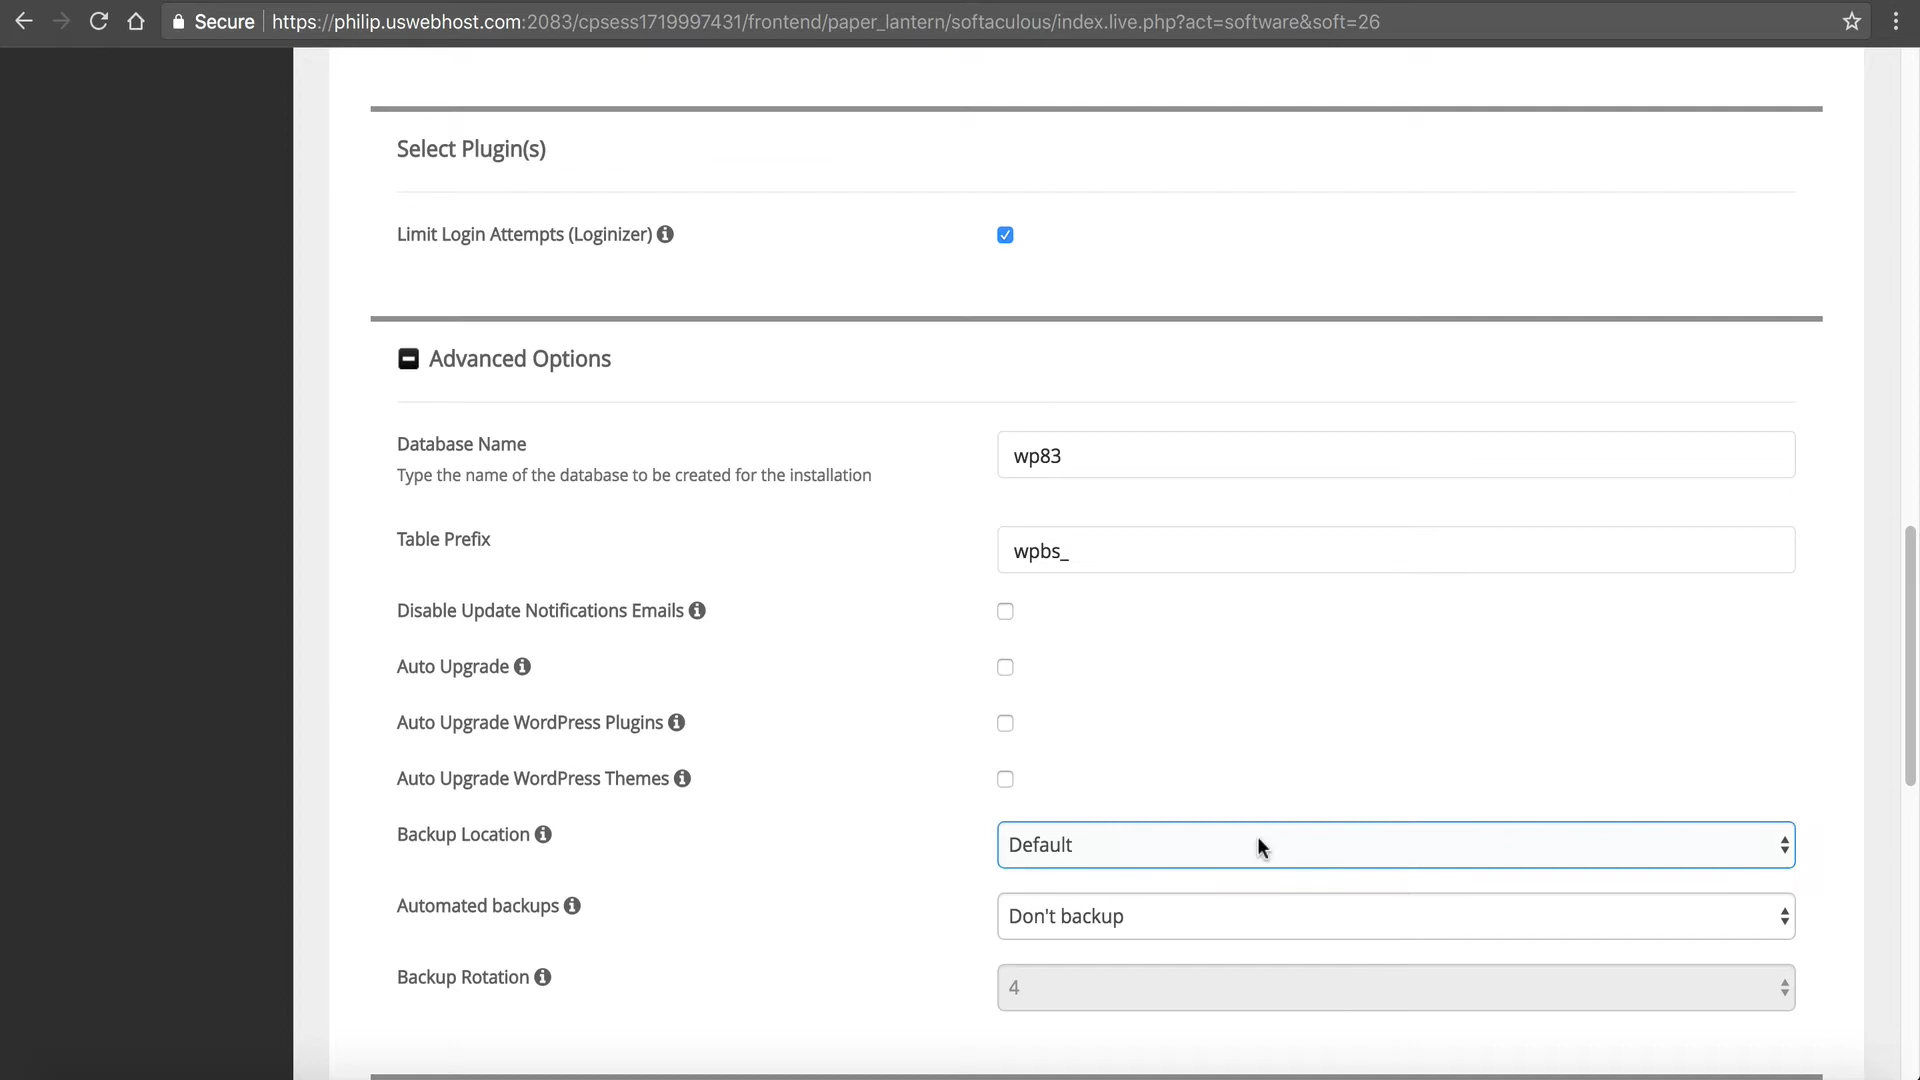 Secure
https://philip.uswebhost.com:2083/cpsess1719997431/frontend/paper_lantern/softaculous/index.live.php?act=software&soft=26
Select Plugin(s)
Limit Login Attempts (Loginizer)
Advanced Options
Database Name
Type the name of the database to be created for the installation
wp83
Table Prefix
wpbs_
Disable Update Notifications Emails
Auto Upgrade
Auto Upgrade WordPress Plugins
Auto Upgrade WordPress Themes
Backup Location
Default
Automated backups
Don't backup
Backup Rotation
4